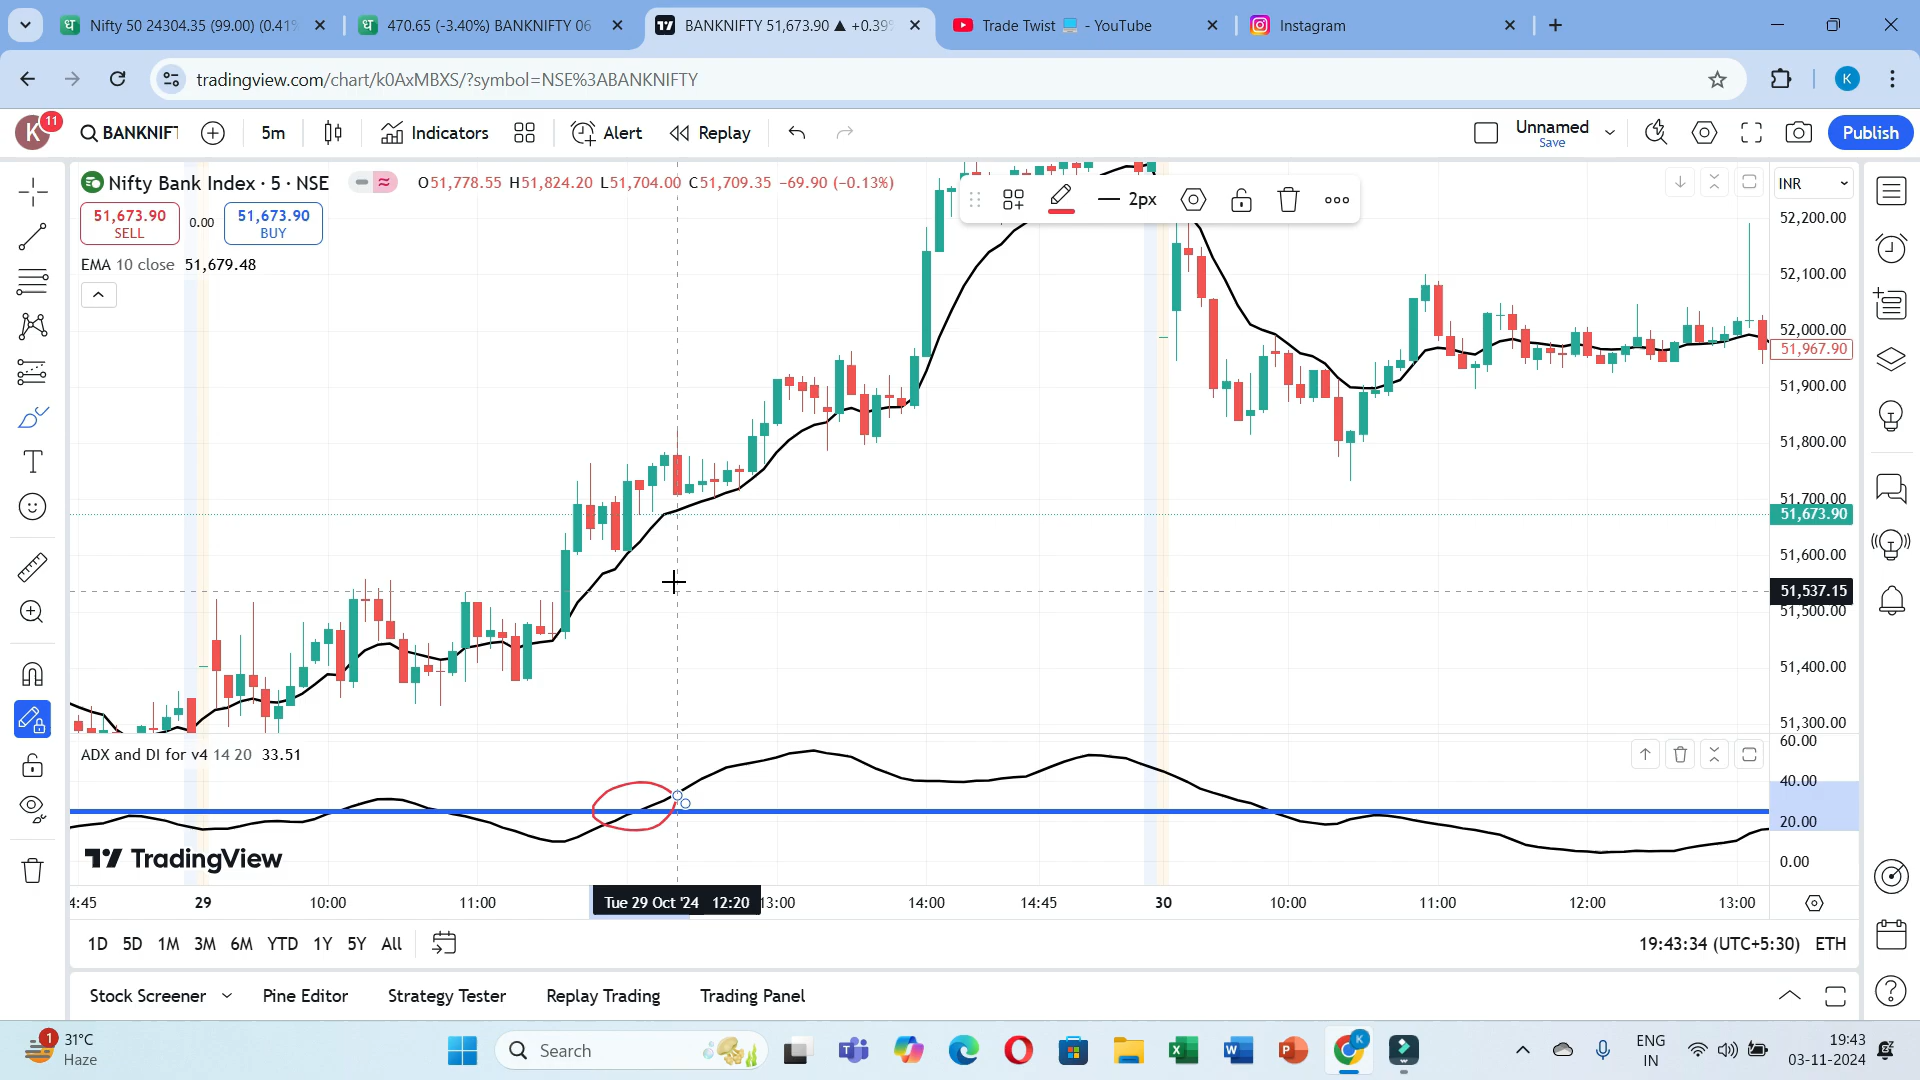 Nifty 50 24304.35 (99.00) (0.41%
470.65 (-3.40%) BANKNIFTY 06
BANKNIFTY 51,673.90 ▲ +0.39%
Trade Twist 💻 - YouTube
Instagram
tradingview.com/chart/k0AxMBXS/?symbol=NSE%3ABANKNIFTY
K
K 11
BANKNIFT
5m
Indicators
Alert
Replay
Unnamed
Save
Publish
Nifty Bank Index · 5 · NSE
O51,778.55 H51,824.20 L51,704.00 C51,709.35 -69.90 (-0.13%)
INR
51,673.90
SELL
0.00
51,673.90
BUY
2px
EMA 10 close 51,679.48
52,200.00
52,100.00
52,000.00
51,967.90
51,900.00
51,800.00
51,700.00
51,673.90
51,600.00
51,537.15
51,500.00
51,400.00
51,300.00
ADX and DI for v4 14 20 33.51
60.00
40.00
20.00
0.00
TradingView
4:45
29
10:00
11:00
Tue 29 Oct '24 12:20
13:00
14:00
14:45
30
10:00
11:00
12:00
13:00
1D 5D 1M 3M 6M YTD 1Y 5Y All
19:43:34 (UTC+5:30) ETH
Stock Screener
Pine Editor
Strategy Tester
Replay Trading
Trading Panel
1
31°C
Haze
Search
ENG
IN
19:43
03-11-2024